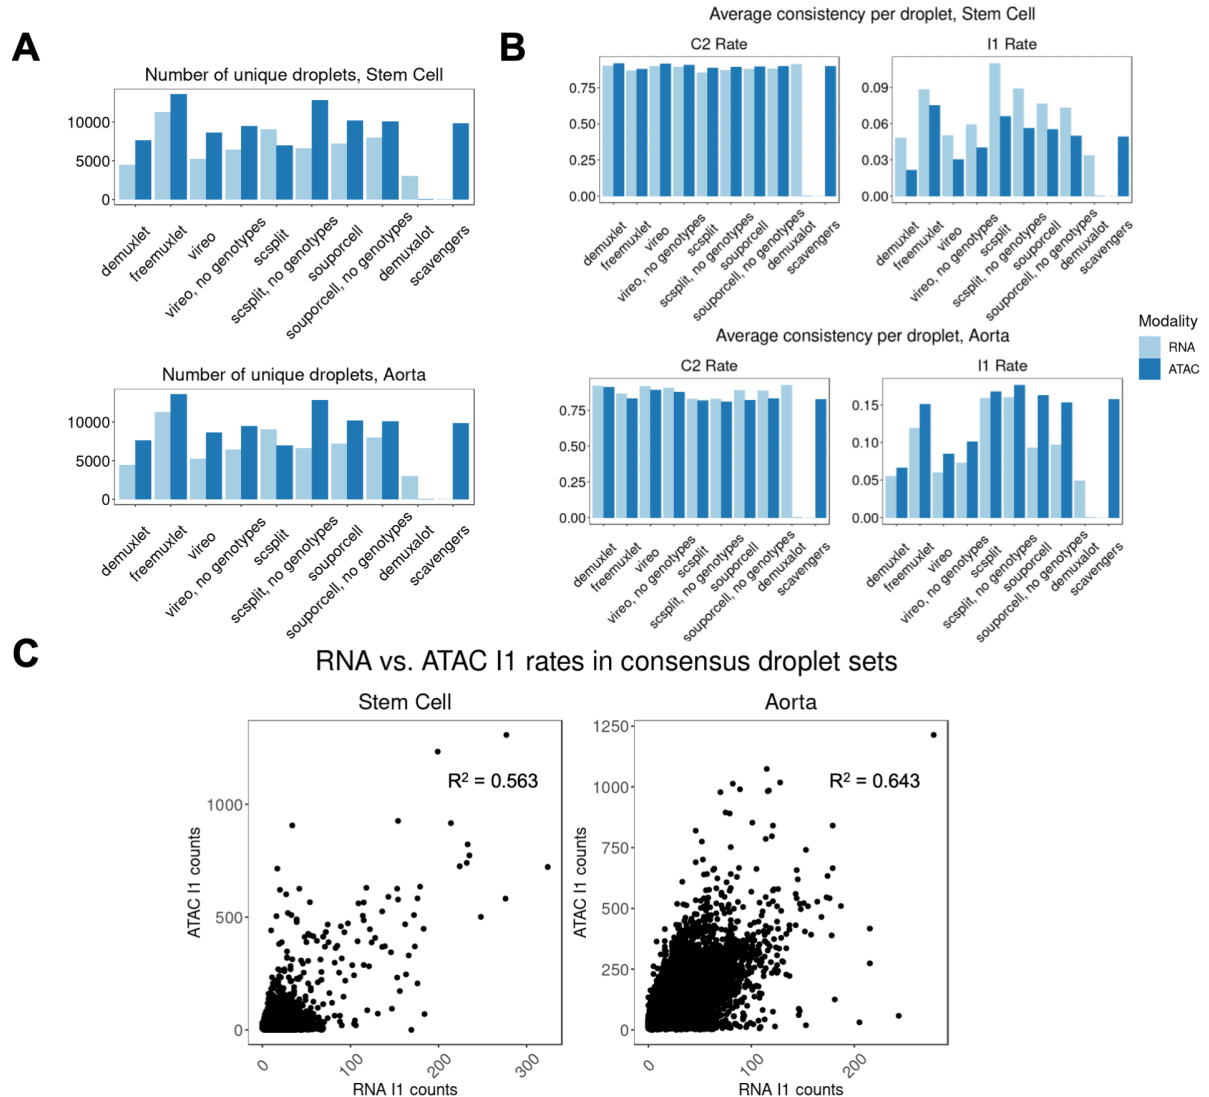 A
Number of unique droplets, Stem Cell
10000
5000
0
demuxlet
freemuxlet
vireo
vireo, no genotypes
scsplit
scsplit, no genotypes
souporcell
souporcell, no genotypes
demuxalot
scavengers
Number of unique droplets, Aorta
10000
5000
0
demuxlet
freemuxlet
vireo
vireo, no genotypes
scsplit
scsplit, no genotypes
souporcell
souporcell, no genotypes
demuxalot
scavengers
B
Average consistency per droplet, Stem Cell
C2 Rate
0.75
0.50
0.25
0.00
demuxlet
freemuxlet
vireo
vireo, no genotypes
scsplit
scsplit, no genotypes
souporcell
souporcell, no genotypes
demuxalot
scavengers
I1 Rate
0.09
0.06
0.03
0.00
demuxlet
freemuxlet
vireo
vireo, no genotypes
scsplit
scsplit, no genotypes
souporcell
souporcell, no genotypes
demuxalot
scavengers
Average consistency per droplet, Aorta
C2 Rate
0.75
0.50
0.25
0.00
demuxlet
freemuxlet
vireo
vireo, no genotypes
scsplit
scsplit, no genotypes
souporcell
souporcell, no genotypes
demuxalot
scavengers
I1 Rate
0.15
0.10
0.05
0.00
demuxlet
freemuxlet
vireo
vireo, no genotypes
scsplit
scsplit, no genotypes
souporcell
souporcell, no genotypes
demuxalot
scavengers
Modality
RNA
ATAC
C
RNA vs. ATAC I1 rates in consensus droplet sets
Stem Cell
R² = 0.563
ATAC I1 counts
1000
500
0
0
100
200
300
RNA I1 counts
Aorta
R² = 0.643
ATAC I1 counts
1250
1000
750
500
250
0
0
100
200
RNA I1 counts